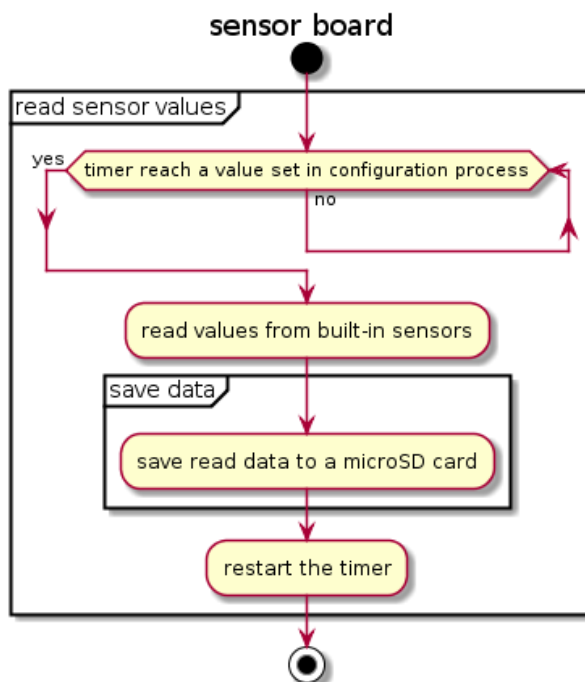 sensor board
read sensor values
yes
timer reach a value set in configuration process
no
read values from built-in sensors
save data
save read data to a microSD card
restart the timer